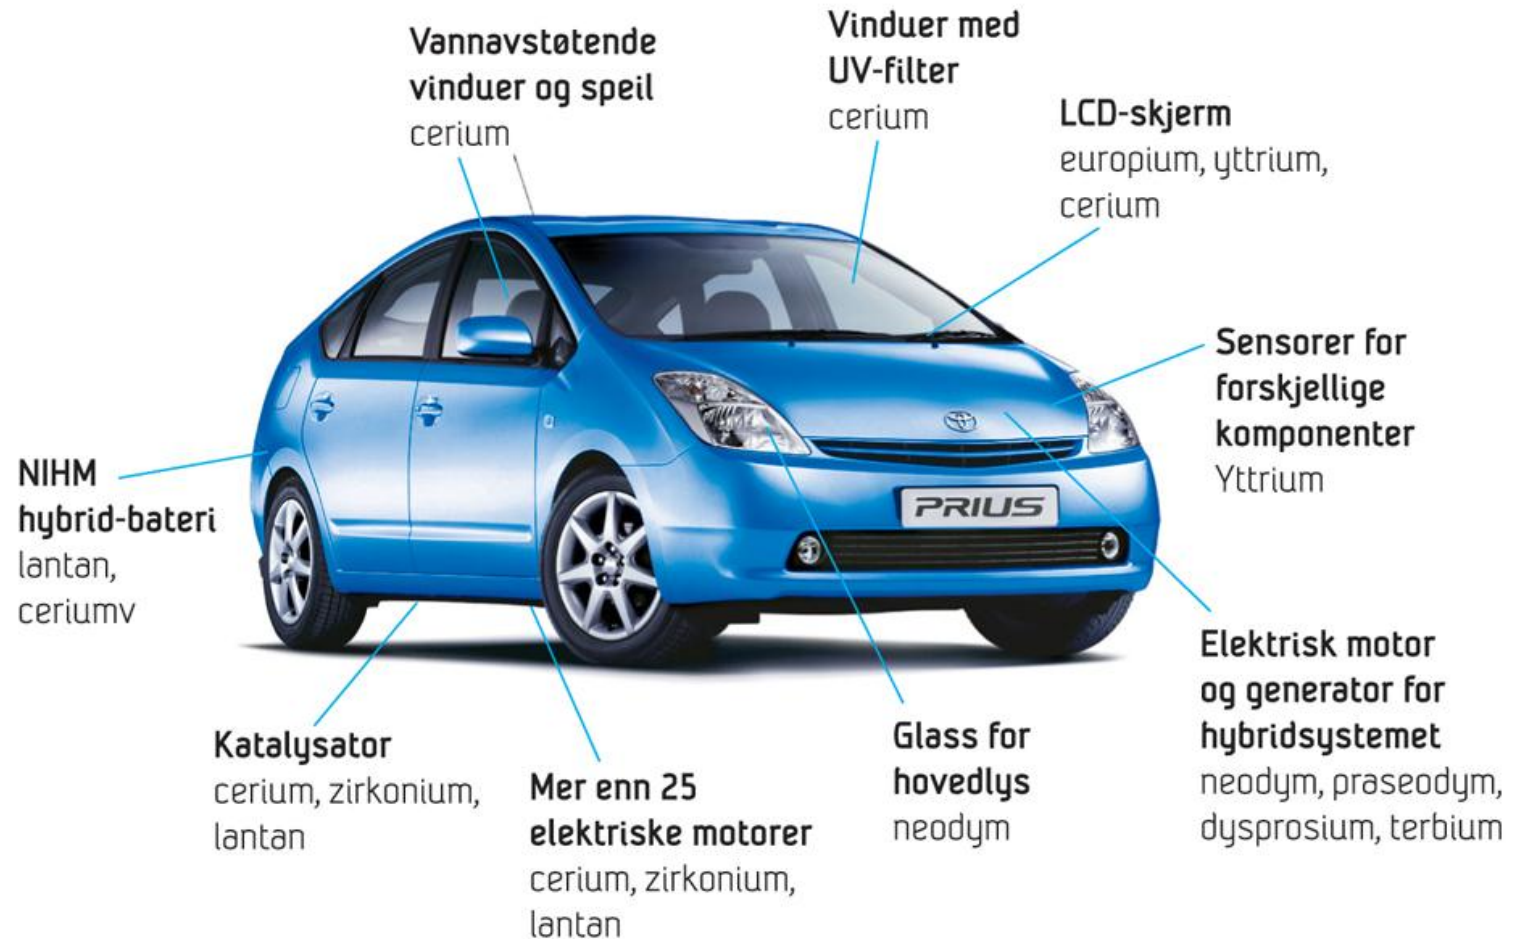 Vannavstøtende
vinduer og speil
cerium
Vinduer med
UV-filter
cerium
LCD-skjerm
europium, yttrium,
cerium
Sensorer for
forskjellige
komponenter
Yttrium
NIHM
hybrid-bateri
lantan,
ceriumv
PRIUS
Katalysator
cerium, zirkonium,
lantan
Mer enn 25
elektriske motorer
cerium, zirkonium,
lantan
Glass for
hovedlys
neodym
Elektrisk motor
og generator for
hybridsystemet
neodym, praseodym,
dysprosium, terbium